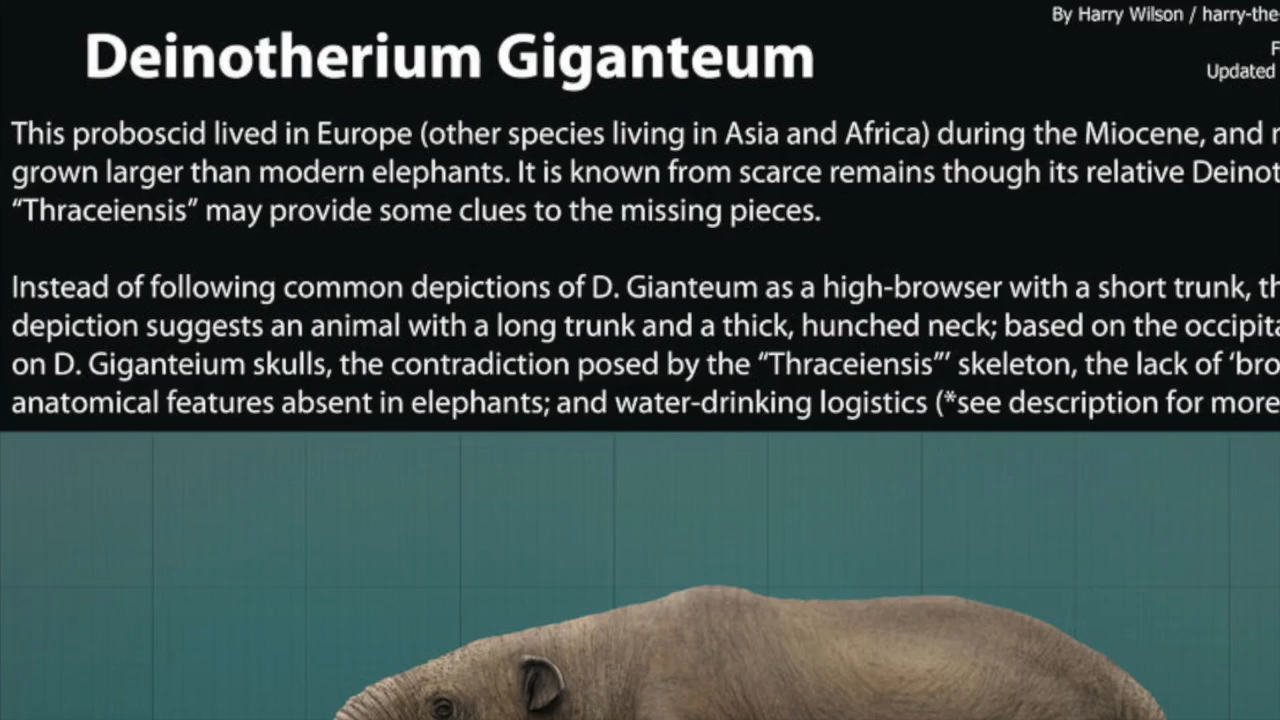 By Harry Wilson / harry-the-
Deinotherium Giganteum
F
Updated
This proboscid lived in Europe (other species living in Asia and Africa) during the Miocene, and
grown larger than modern elephants. It is known from scarce remains though its relative Deinot
“Thraceiensis” may provide some clues to the missing pieces.
Instead of following common depictions of D. Gianteum as a high-browser with a short trunk, th
depiction suggests an animal with a long trunk and a thick, hunched neck; based on the occipita
on D. Giganteium skulls, the contradiction posed by the “Thraceiensis”’ skeleton, the lack of ‘bro
anatomical features absent in elephants; and water-drinking logistics (*see description for more